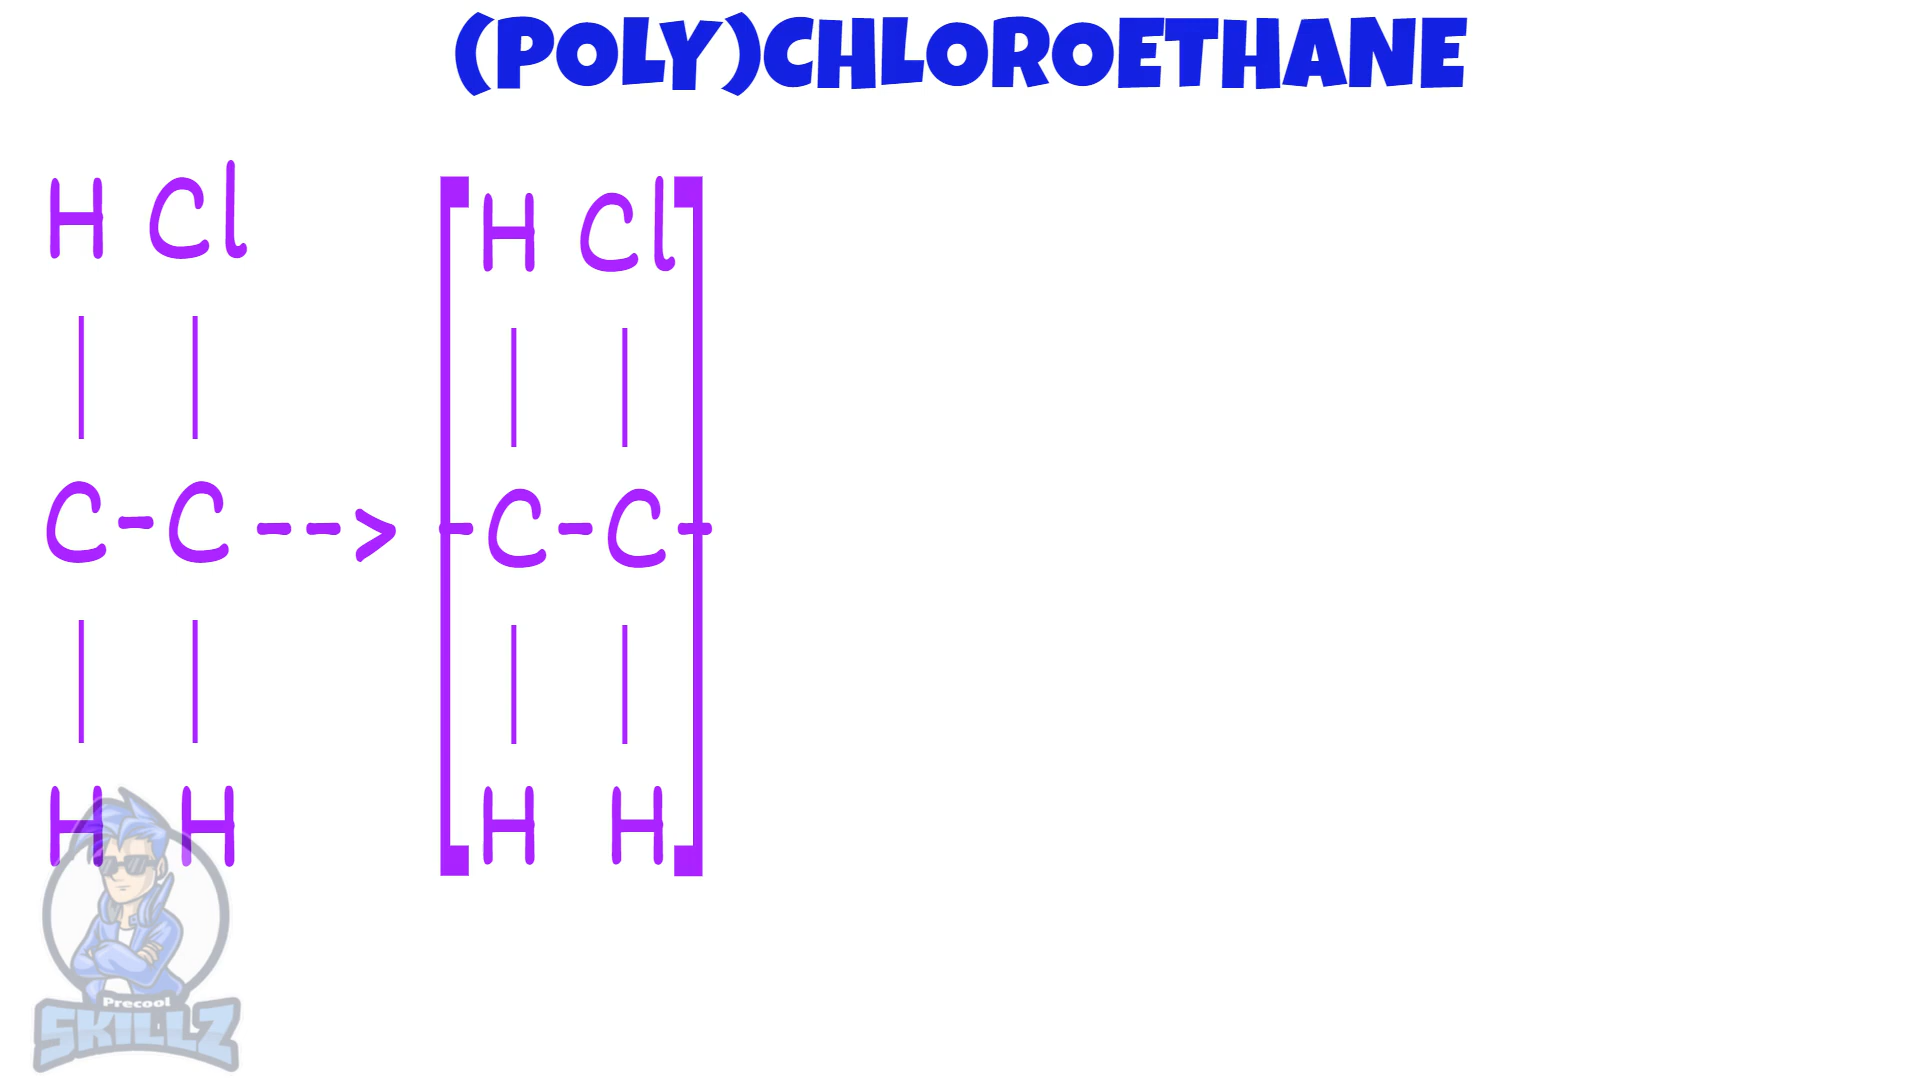 (POLY)CHLOROETHANE
H Cl
H Cl
C-C-->
-C-C-
H H
H H
Precool
SKILLZ